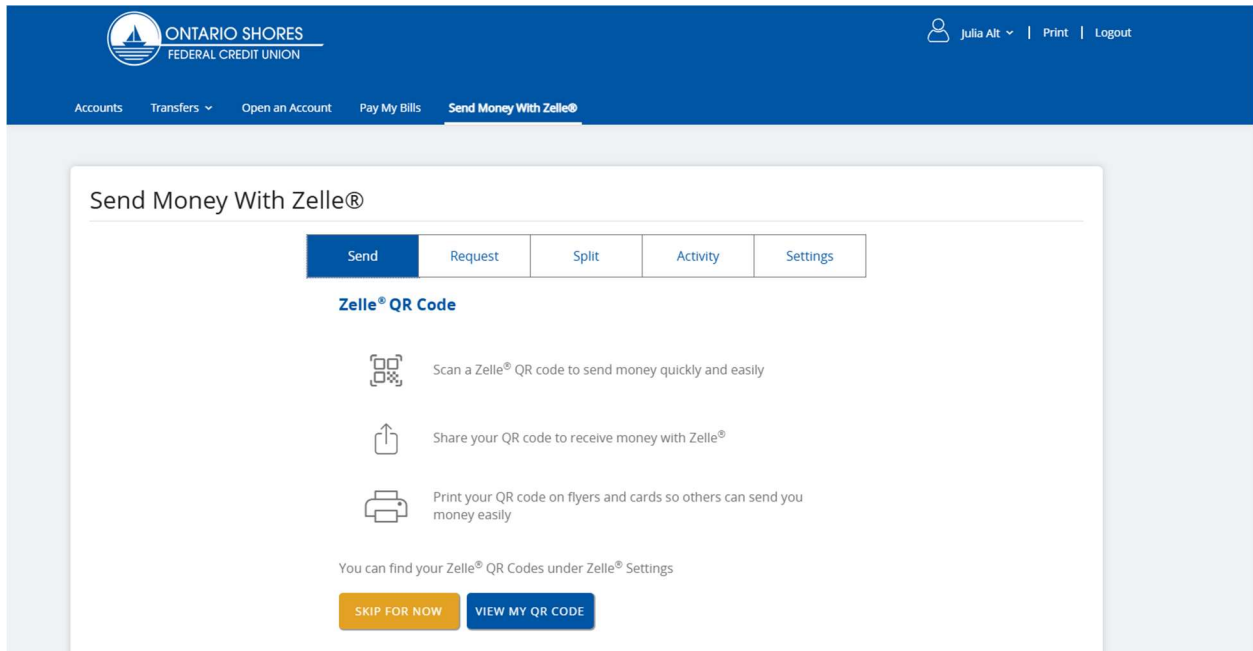 ONTARIO SHORES
FEDERAL CREDIT UNION
Julia Alt | Print | Logout
Accounts Transfers Open an Account Pay My Bills Send Money With Zelle®
Send Money With Zelle®
Send Request Split Activity Settings
Zelle® QR Code
Scan a Zelle® QR code to send money quickly and easily
Share your QR code to receive money with Zelle®
Print your QR code on flyers and cards so others can send you
money easily
You can find your Zelle® QR Codes under Zelle® Settings
SKIP FOR NOW VIEW MY QR CODE